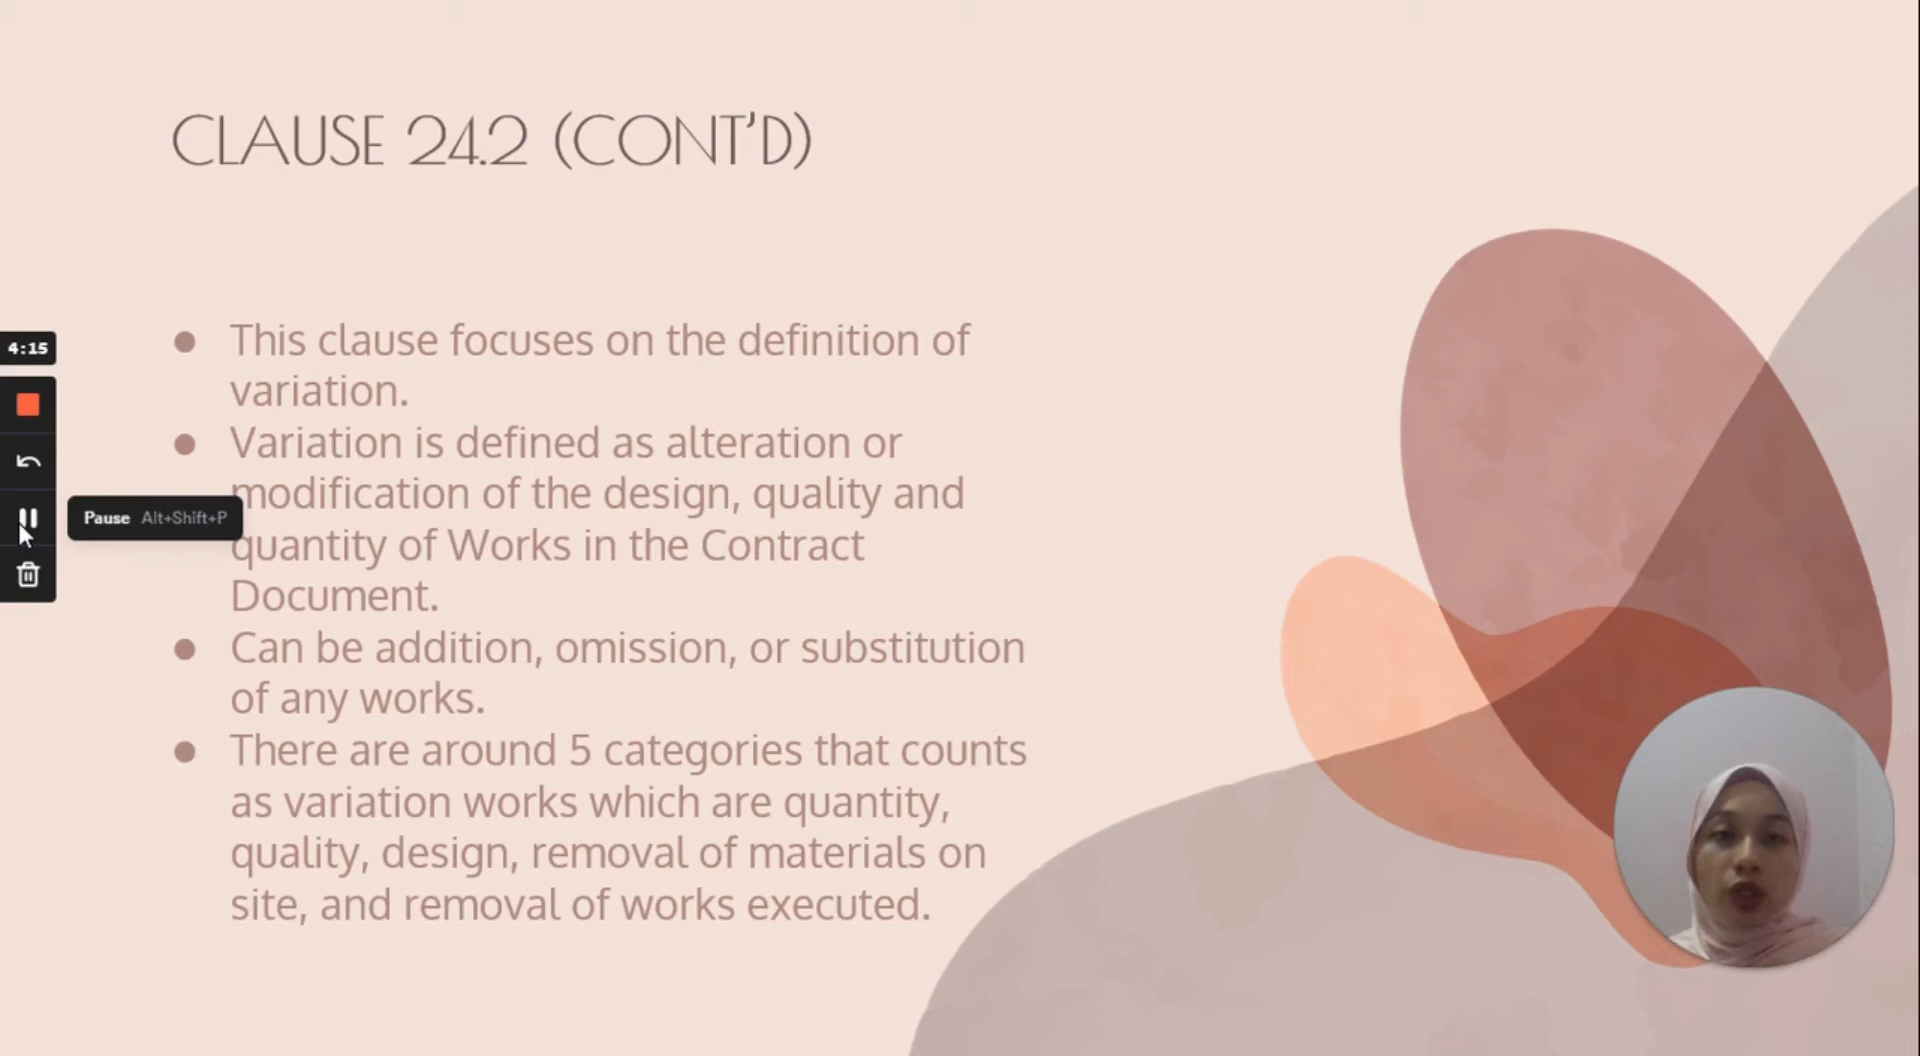 CLAUSE 24.2 (CONT'D)
This clause focuses on the definition of
variation.
Variation is defined as alteration or
modification of the design, quality and
quantity of Works in the Contract
Document.
Can be addition, omission, or substitution
of any works.
There are around 5 categories that counts
as variation works which are quantity,
quality, design, removal of materials on
site, and removal of works executed.
4:15
Pause Alt+Shift+P